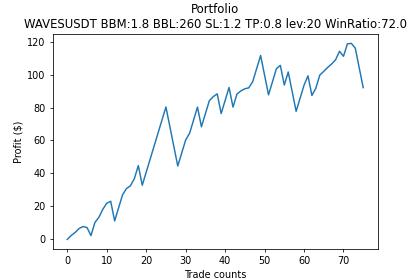 Portfolio
WAVESUSDT BBM:1.8 BBL:260 SL:1.2 TP:0.8 lev:20 WinRatio:72.0
120
100
80
60
40
20
0
Profit ($)
0 10 20 30 40 50 60 70
Trade counts